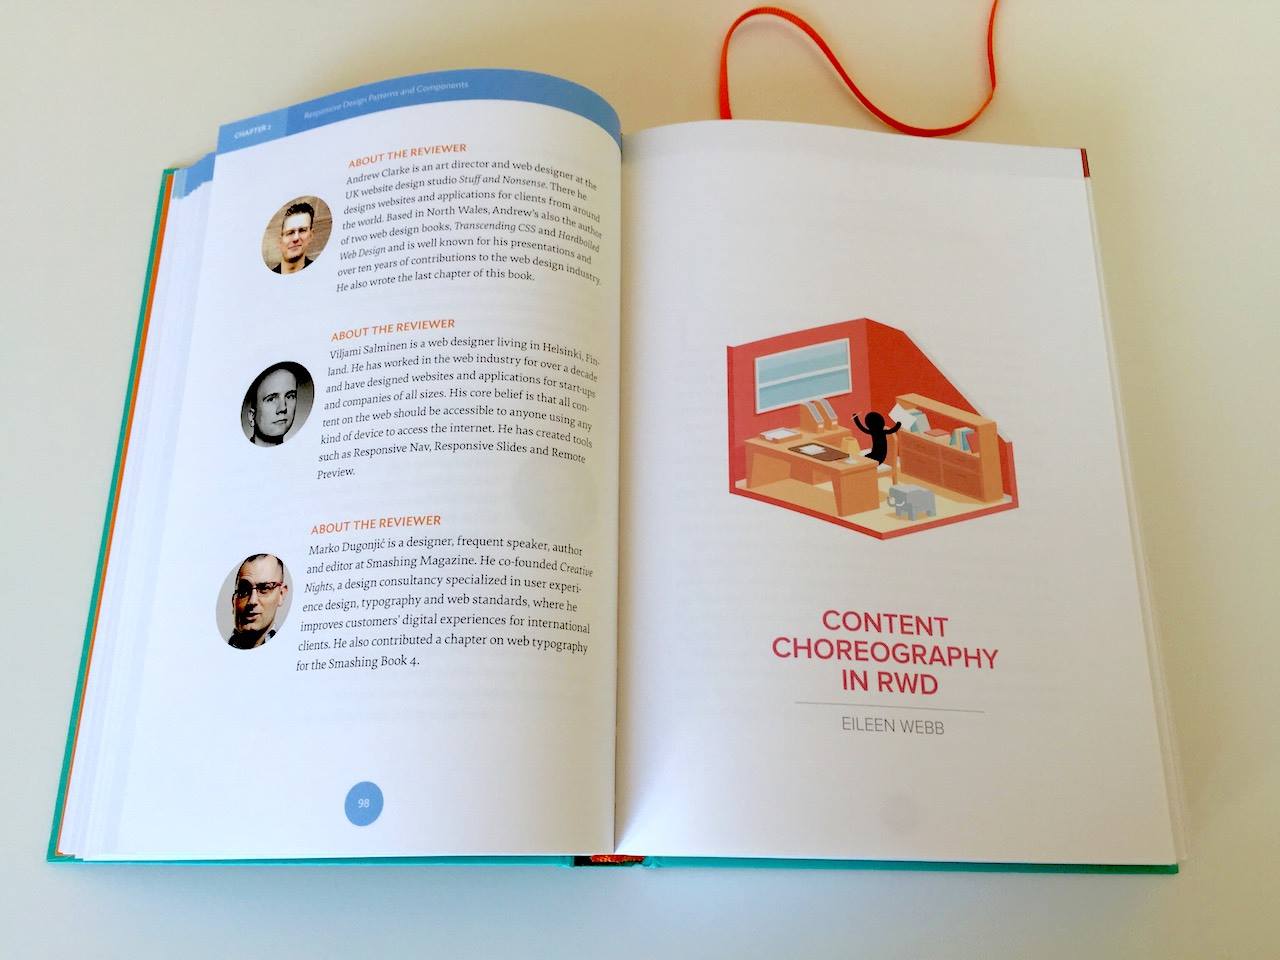 CHAPTER 2
Responsive Design Patterns and Components
ABOUT THE REVIEWER
Andrew Clarke is an art director and web designer at the
UK website design studio Stuff and Nonsense. There he
designs websites and applications for clients from around
the world. Based in North Wales, Andrew's also the author
of two web design books, Transcending CSS and Hardboiled
Web Design and is well known for his presentations and
over ten years of contributions to the web design industry.
He also wrote the last chapter of this book.
ABOUT THE REVIEWER
Viljami Salminen is a web designer living in Helsinki, Fin-
land. He has worked in the web industry for over a decade
and have designed websites and applications for start-ups
and companies of all sizes. His core belief is that all con-
tent on the web should be accessible to anyone using any
kind of device to access the internet. He has created tools
such as Responsive Nav, Responsive Slides and Remote
Preview.
ABOUT THE REVIEWER
Marko Dugonjić is a designer, frequent speaker, author
and editor at Smashing Magazine. He co-founded Creative
Nights, a design consultancy specialized in user experi-
ence design, typography and web standards, where he
improves customers' digital experiences for international
clients. He also contributed a chapter on web typography
for the Smashing Book 4.
98
CONTENT
CHOREOGRAPHY
IN RWD
EILEEN WEBB